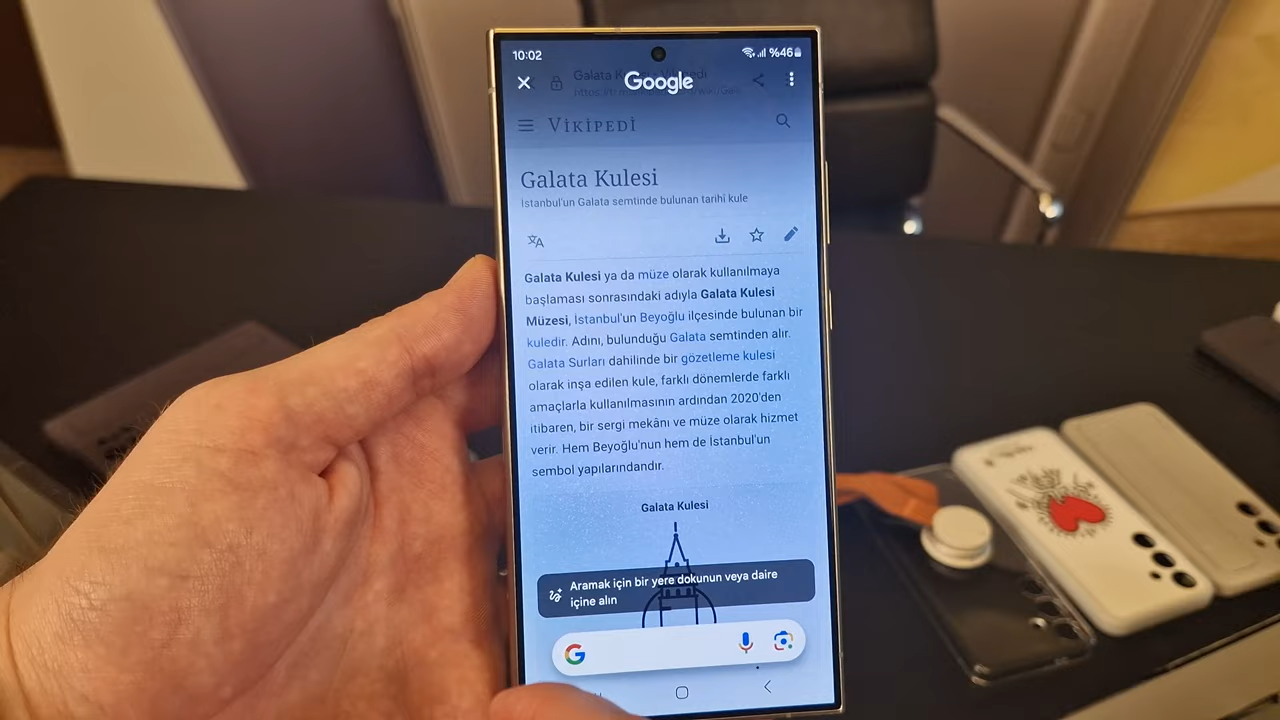 10:02
%46
Google
Galata K
VİKİPEDİ
Galata Kulesi
İstanbul'un Galata semtinde bulunan tarihî kule
Galata Kulesi ya da müze olarak kullanılmaya
başlaması sonrasındaki adıyla Galata Kulesi
Müzesi, İstanbul'un Beyoğlu ilçesinde bulunan bir
kuledir. Adını, bulunduğu Galata semtinden alır.
Galata Surları dahilinde bir gözetleme kulesi
olarak inşa edilen kule, farklı dönemlerde farklı
amaçlarla kullanılmasının ardından 2020'den
itibaren, bir sergi mekânı ve müze olarak hizmet
verir. Hem Beyoğlu'nun hem de İstanbul'un
sembol yapılarındandır.
Galata Kulesi
Aramak için bir yere dokunun veya daire
içine alın